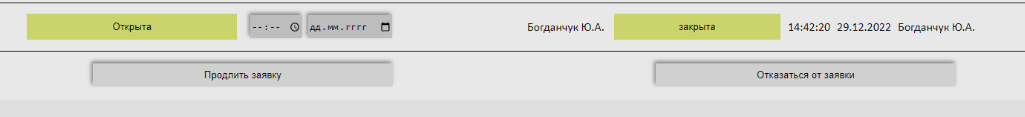 Открыта --:-- дд.мм.гггг Богданчук Ю.А. закрыта 14:42:20 29.12.2022 Богданчук Ю.А.
Продлить заявку Отказаться от заявки